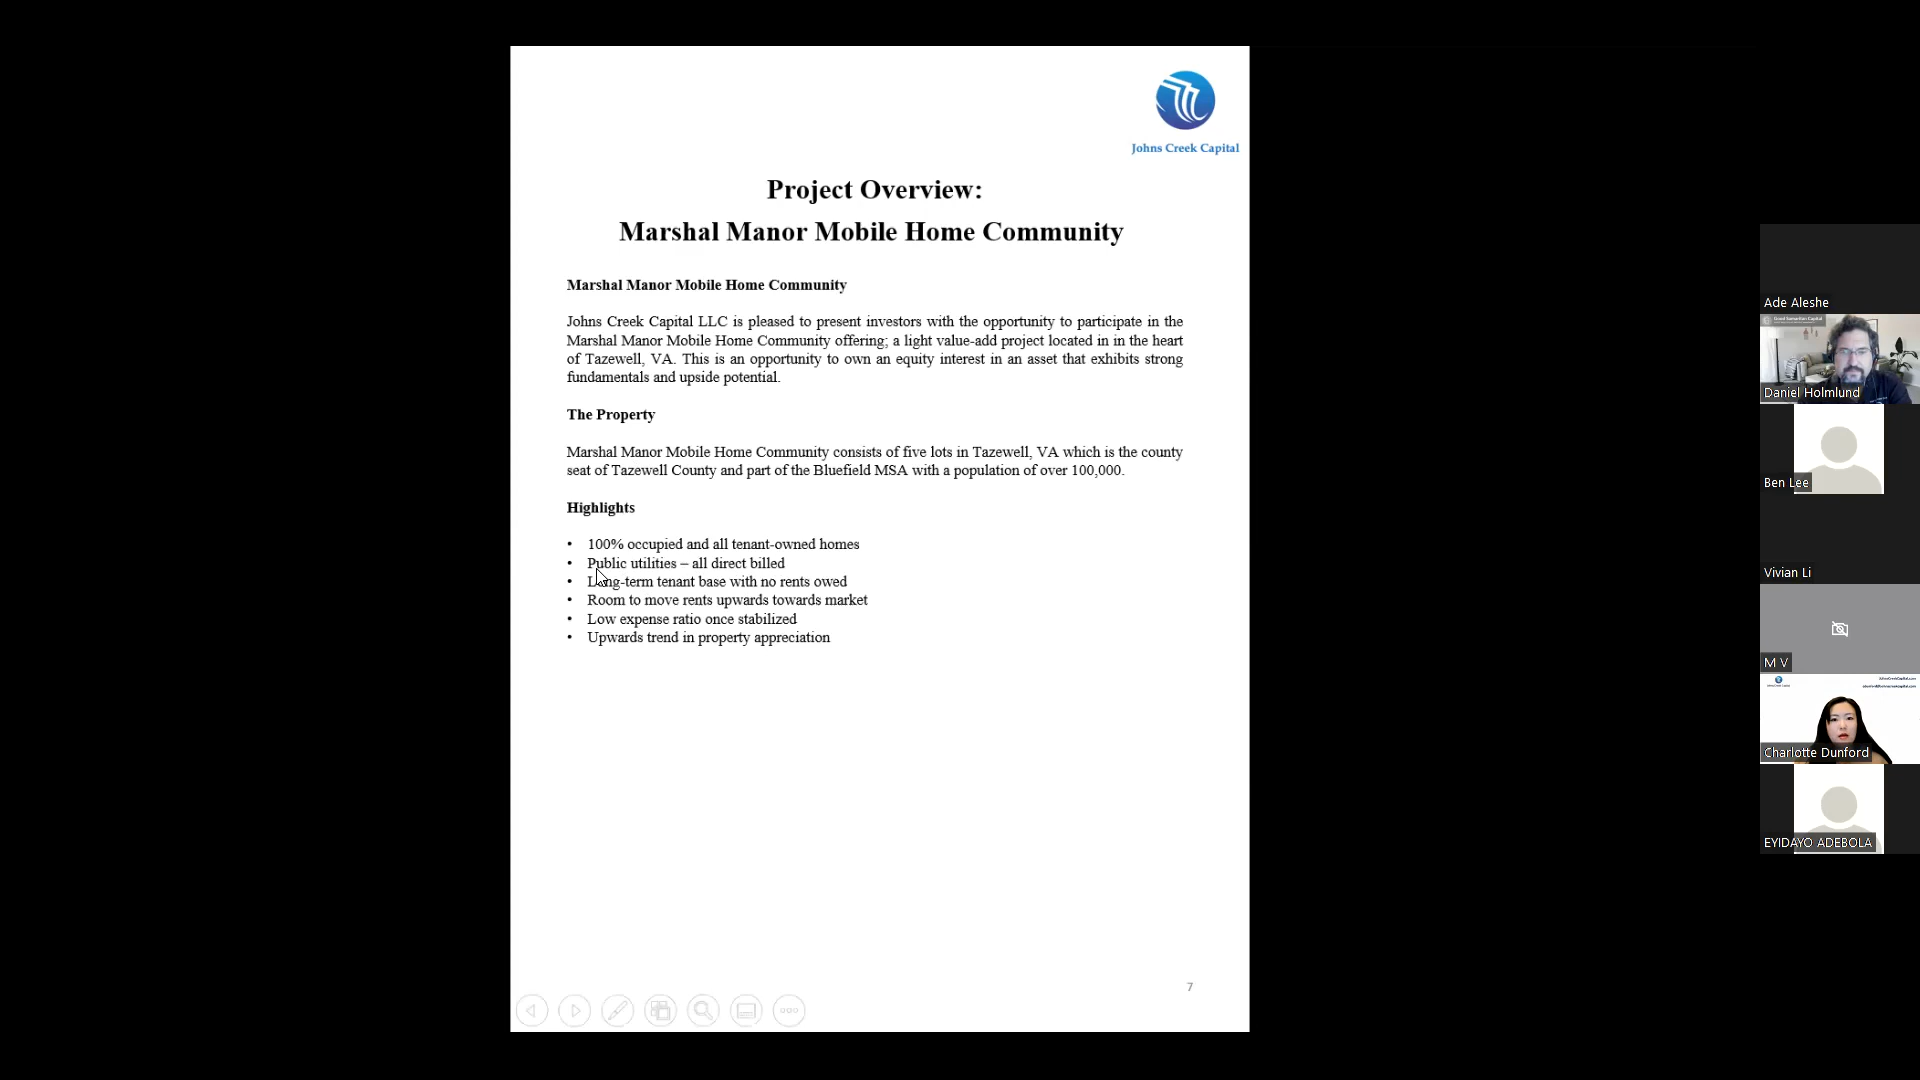 Johns Creek Capital
Project Overview:
Marshal Manor Mobile Home Community
Marshal Manor Mobile Home Community
Johns Creek Capital LLC is pleased to present investors with the opportunity to participate in the
Marshal Manor Mobile Home Community offering; a light value-add project located in in the heart
of Tazewell, VA. This is an opportunity to own an equity interest in an asset that exhibits strong
fundamentals and upside potential.
The Property
Marshal Manor Mobile Home Community consists of five lots in Tazewell, VA which is the county
seat of Tazewell County and part of the Bluefield MSA with a population of over 100,000.
Highlights
• 100% occupied and all tenant-owned homes
• Public utilities – all direct billed
• Long-term tenant base with no rents owed
• Room to move rents upwards towards market
• Low expense ratio once stabilized
• Upwards trend in property appreciation
7
Ade Aleshe
Good Samaritan Capital
Daniel Holmlund
Ben Lee
Vivian Li
M V
Charlotte Dunford
EYIDAYO ADEBOLA